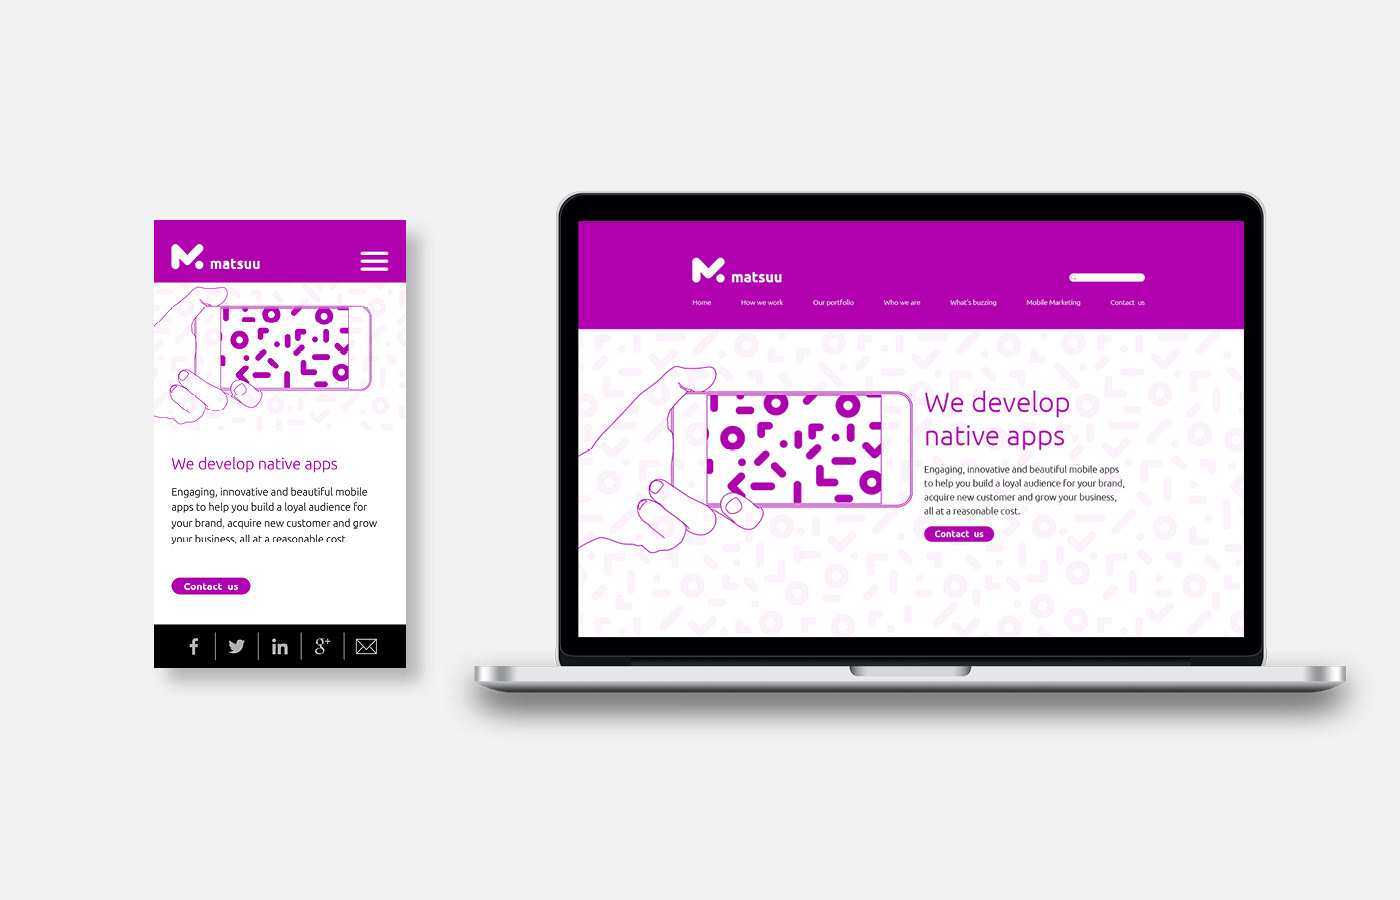 matsuu
We develop native apps
Engaging, innovative and beautiful mobile
apps to help you build a loyal audience for
your brand, acquire new customer and grow
your business, all at a reasonable cost.
Contact us
f
in
g+
matsuu
Home How we work Our portfolio Who we are What's buzzing Mobile Marketing Contact us
We develop
native apps
Engaging, innovative and beautiful mobile apps
to help you build a loyal audience for your brand,
acquire new customer and grow your business,
all at a reasonable cost.
Contact us